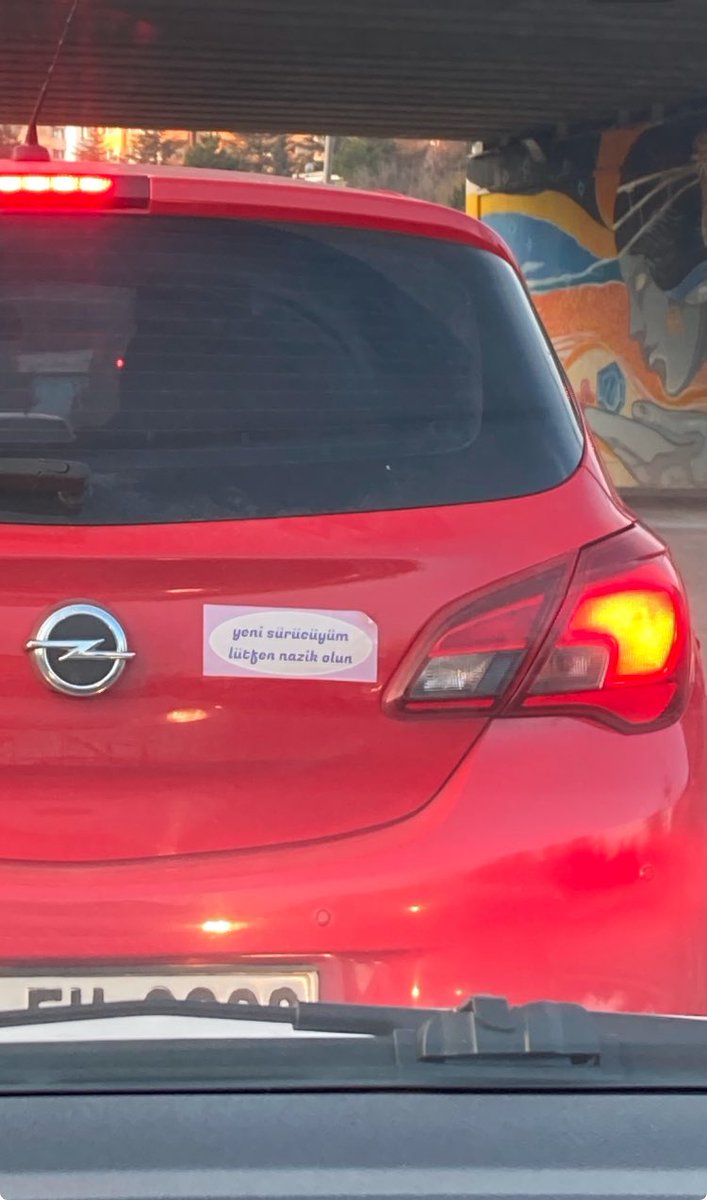 yeni sürücüyüm
lütfen nazik olun